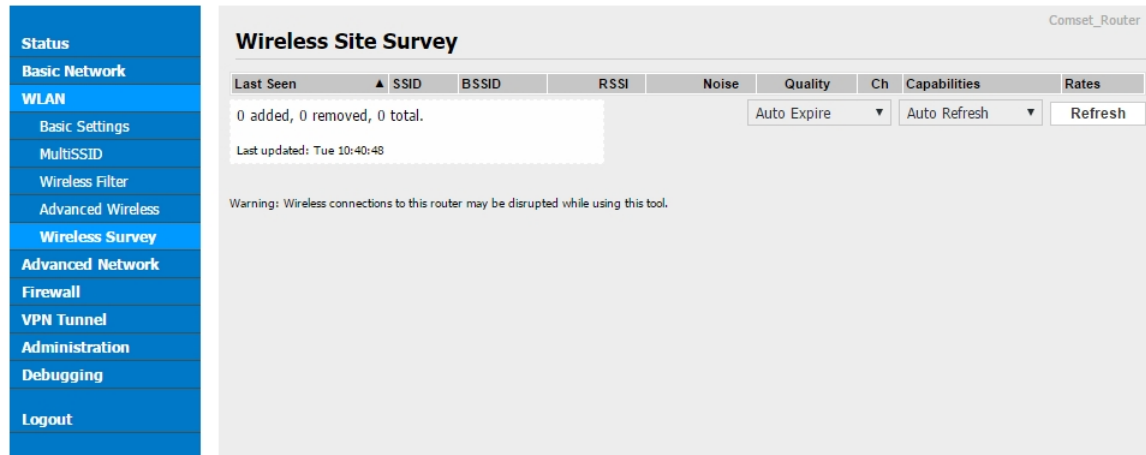 Comset_Router
Status
Basic Network
WLAN
Basic Settings
MultiSSID
Wireless Filter
Advanced Wireless
Wireless Survey
Advanced Network
Firewall
VPN Tunnel
Administration
Debugging
Logout
Wireless Site Survey
Last Seen ▲ SSID BSSID RSSI Noise Quality Ch Capabilities Rates
0 added, 0 removed, 0 total. Auto Expire ▼ Auto Refresh ▼ Refresh
Last updated: Tue 10:40:48
Warning: Wireless connections to this router may be disrupted while using this tool.